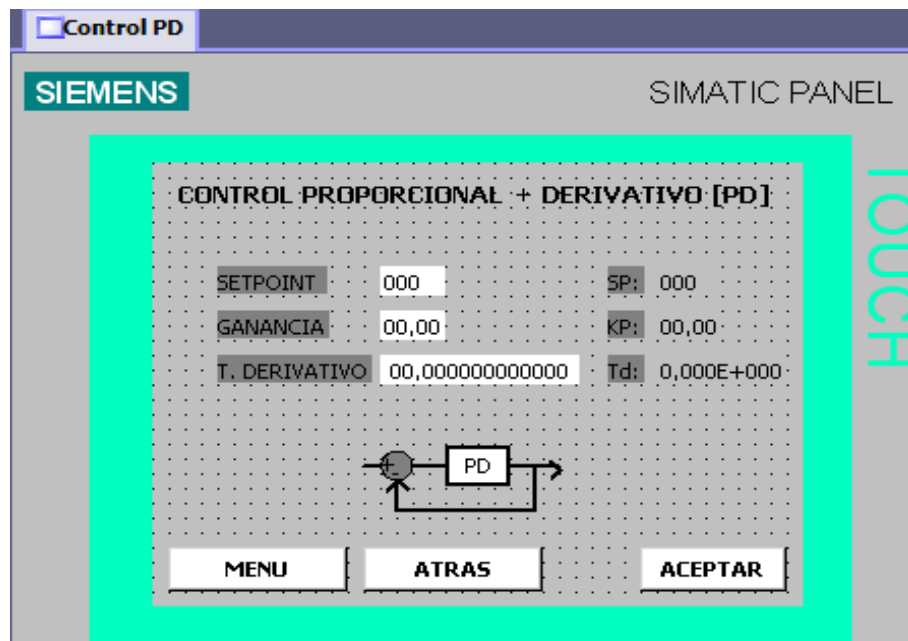 Control PD
SIEMENS SIMATIC PANEL
TOUCH
CONTROL PROPORCIONAL + DERIVATIVO [PD]
SETPOINT 000 SP: 000
GANANCIA 00,00 KP: 00,00
T. DERIVATIVO 00,000000000000 Td: 0,000E+000
+ - PD
MENU ATRAS ACEPTAR